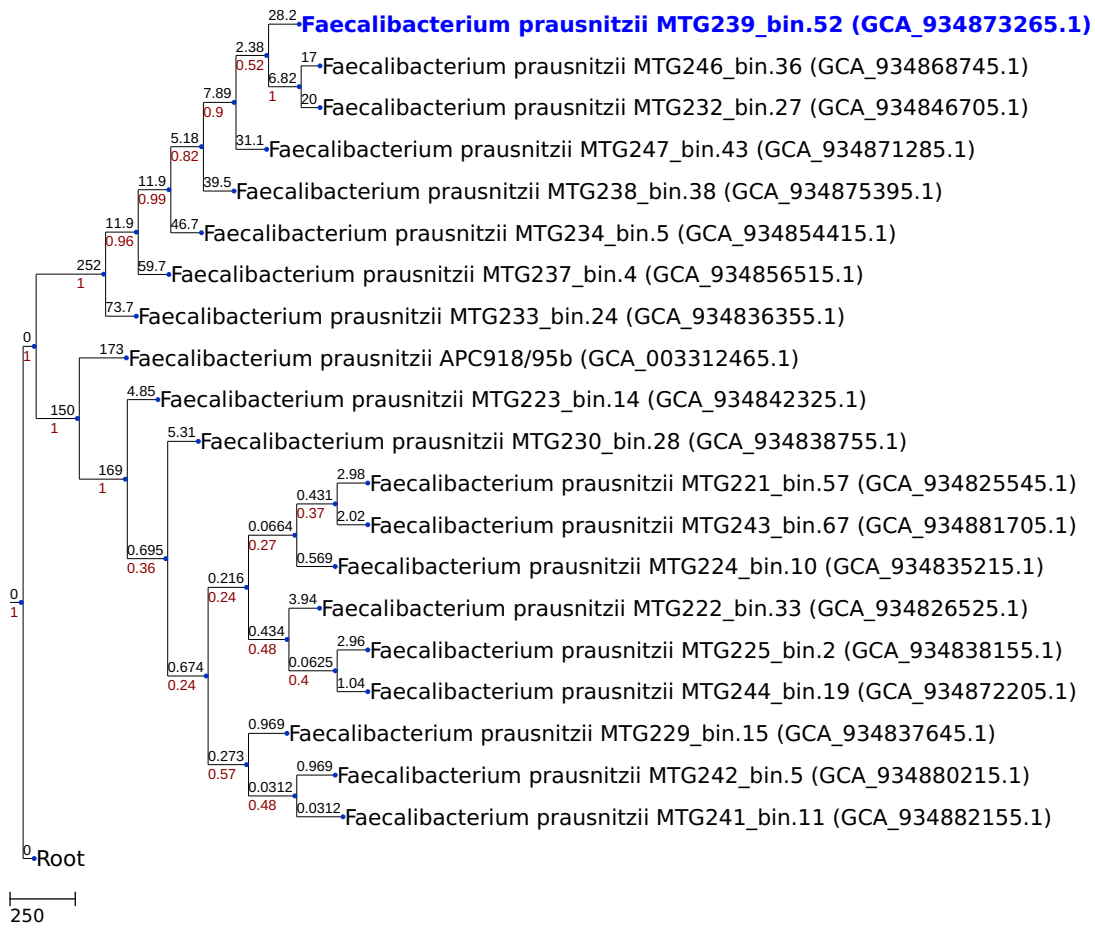 28.2
Faecalibacterium prausnitzii MTG239_bin.52 (GCA_934873265.1)
2.38
0.52
17
Faecalibacterium prausnitzii MTG246_bin.36 (GCA_934868745.1)
6.82
1
7.89
0.9
20
Faecalibacterium prausnitzii MTG232_bin.27 (GCA_934846705.1)
31.1
Faecalibacterium prausnitzii MTG247_bin.43 (GCA_934871285.1)
5.18
0.82
39.5
Faecalibacterium prausnitzii MTG238_bin.38 (GCA_934875395.1)
11.9
0.99
46.7
Faecalibacterium prausnitzii MTG234_bin.5 (GCA_934854415.1)
11.9
0.96
59.7
Faecalibacterium prausnitzii MTG237_bin.4 (GCA_934856515.1)
252
1
73.7
Faecalibacterium prausnitzii MTG233_bin.24 (GCA_934836355.1)
0
1
173
Faecalibacterium prausnitzii APC918/95b (GCA_003312465.1)
4.85
Faecalibacterium prausnitzii MTG223_bin.14 (GCA_934842325.1)
150
1
5.31
Faecalibacterium prausnitzii MTG230_bin.28 (GCA_934838755.1)
169
1
2.98
Faecalibacterium prausnitzii MTG221_bin.57 (GCA_934825545.1)
0.431
0.37
2.02
Faecalibacterium prausnitzii MTG243_bin.67 (GCA_934881705.1)
0.0664
0.27
0.569
Faecalibacterium prausnitzii MTG224_bin.10 (GCA_934835215.1)
0.695
0.36
0.216
0.24
0
1
3.94
Faecalibacterium prausnitzii MTG222_bin.33 (GCA_934826525.1)
0.434
0.48
2.96
Faecalibacterium prausnitzii MTG225_bin.2 (GCA_934838155.1)
0.0625
0.4
0.674
0.24
1.04
Faecalibacterium prausnitzii MTG244_bin.19 (GCA_934872205.1)
0.969
Faecalibacterium prausnitzii MTG229_bin.15 (GCA_934837645.1)
0.273
0.57
0.969
Faecalibacterium prausnitzii MTG242_bin.5 (GCA_934880215.1)
0.0312
0.48
0.0312
Faecalibacterium prausnitzii MTG241_bin.11 (GCA_934882155.1)
0
Root
250